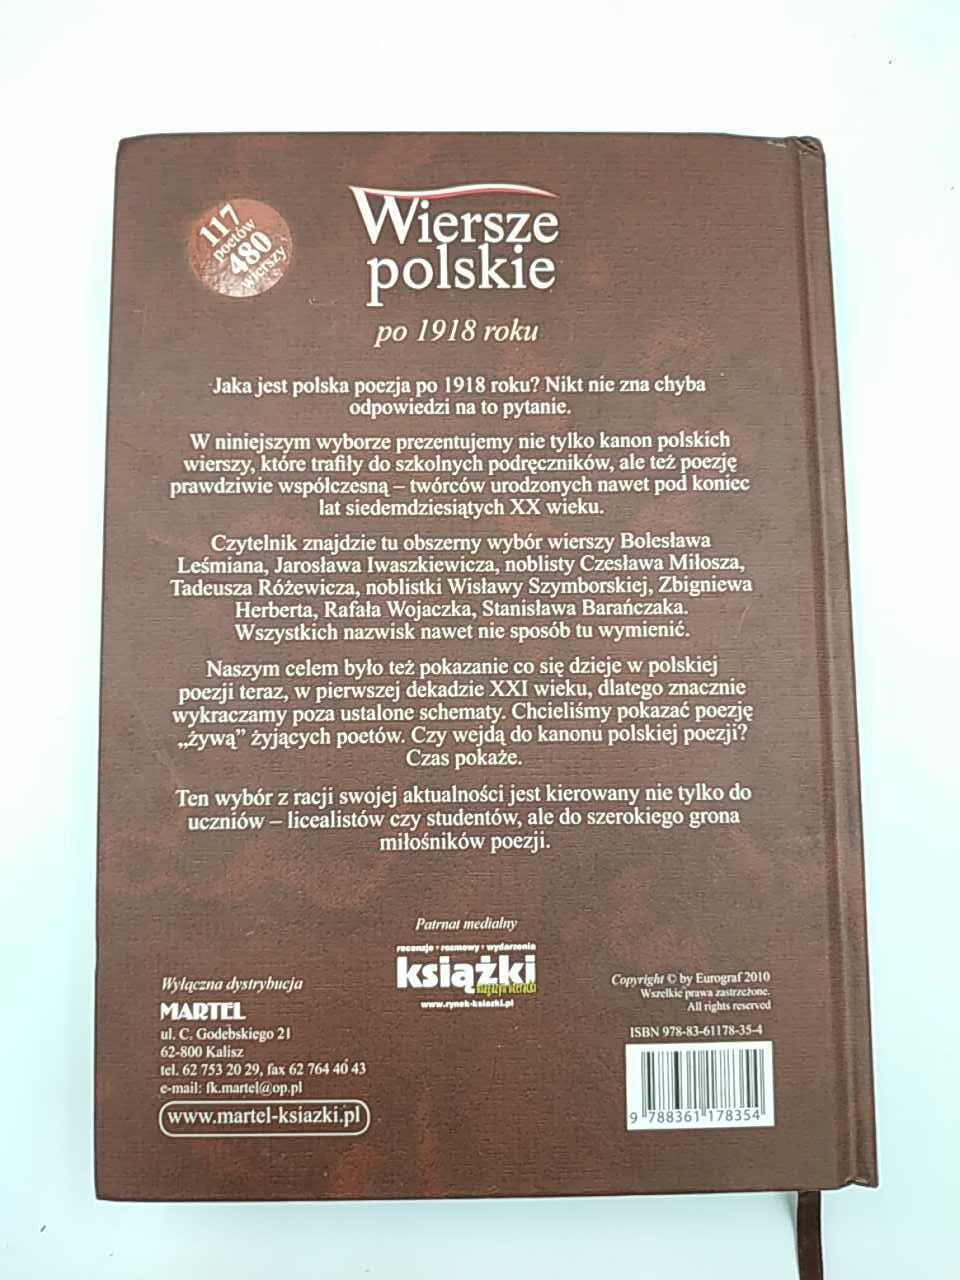 117
poetów
480
wierszy
Wiersze
polskie
po 1918 roku
Jaka jest polska poezja po 1918 roku? Nikt nie zna chyba
odpowiedzi na to pytanie.
W niniejszym wyborze prezentujemy nie tylko kanon polskich
wierszy, które trafiły do szkolnych podręczników, ale też poezję
prawdziwie współczesną – twórców urodzonych nawet pod koniec
lat siedemdziesiątych XX wieku.
Czytelnik znajdzie tu obszerny wybór wierszy Bolesława
Leśmiana, Jarosława Iwaszkiewicza, noblisty Czesława Miłosza,
Tadeusza Różewicza, noblistki Wisławy Szymborskiej, Zbigniewa
Herberta, Rafała Wojaczka, Stanisława Barańczaka.
Wszystkich nazwisk nawet nie sposób tu wymienić.
Naszym celem było też pokazanie co się dzieje w polskiej
poezji teraz, w pierwszej dekadzie XXI wieku, dlatego znacznie
wykraczamy poza ustalone schematy. Chcieliśmy pokazać poezję
„żywą” żyjących poetów. Czy wejdą do kanonu polskiej poezji?
Czas pokaże.
Ten wybór z racji swojej aktualności jest kierowany nie tylko do
uczniów – licealistów czy studentów, ale do szerokiego grona
miłośników poezji.
Patrnat medialny
recenzje • rozmowy • wydarzenia
książki
magazyn literacki
www.rynek-ksiazki.pl
Wyłączna dystrybucja
MARTEL
ul. C. Godebskiego 21
62-800 Kalisz
tel. 62 753 20 29, fax 62 764 40 43
e-mail: fk.martel@op.pl
www.martel-ksiazki.pl
Copyright © by Eurograf 2010
Wszelkie prawa zastrzeżone.
All rights reserved
ISBN 978-83-61178-35-4
9 788361 178354